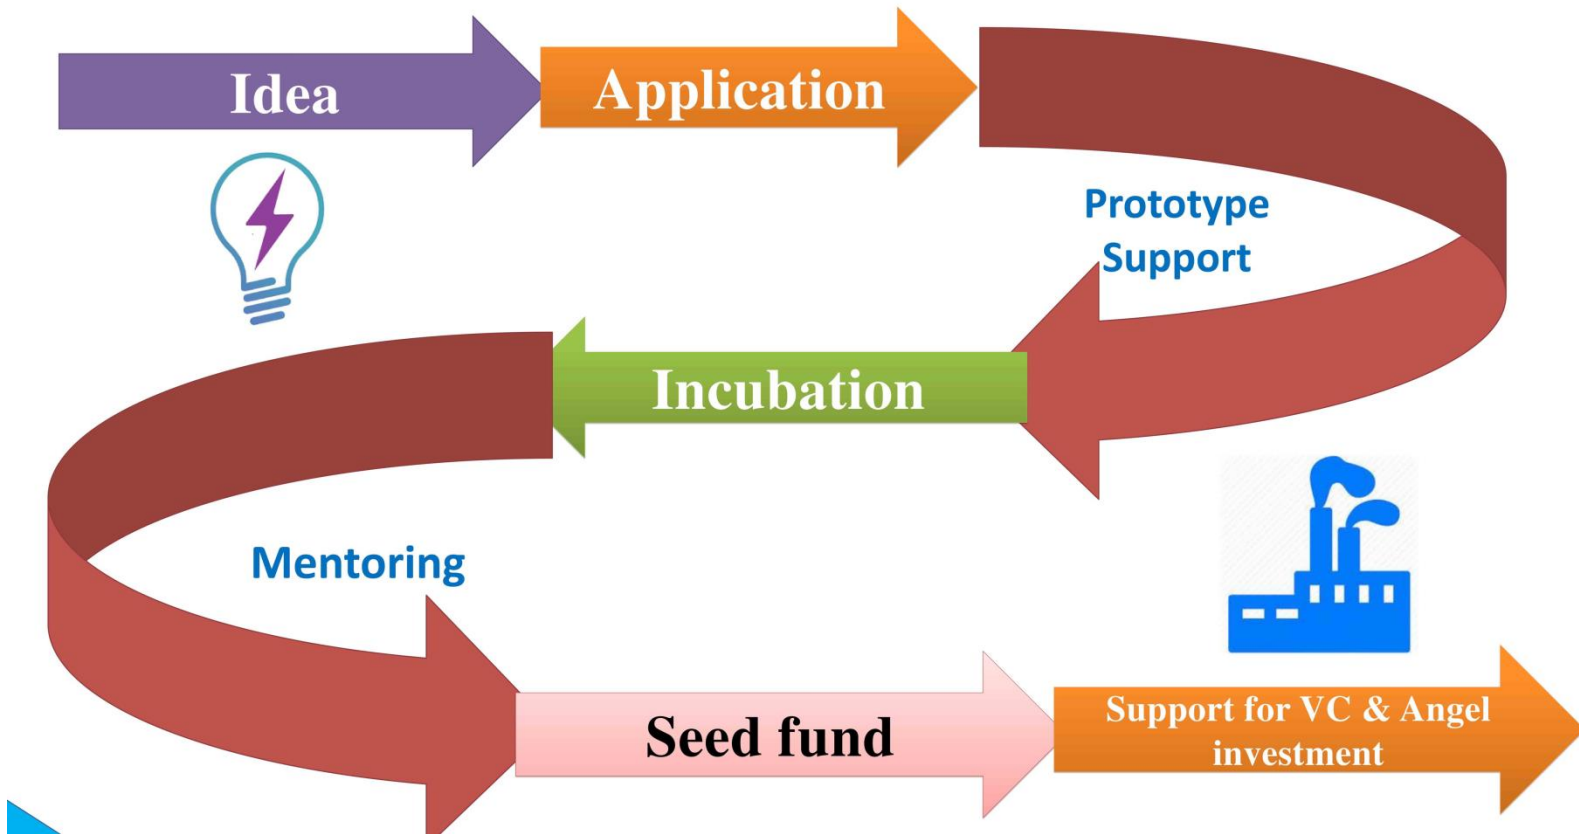 Idea
Application
Prototype
Support
Incubation
Mentoring
Seed fund
Support for VC & Angel
investment